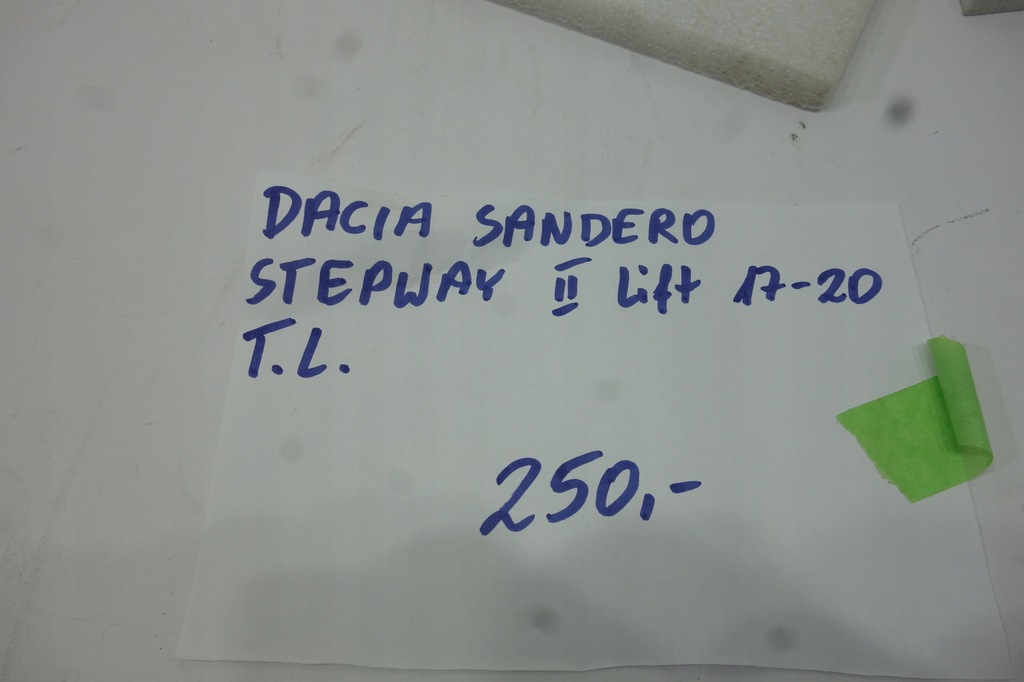 DACIA SANDERO
STEPWAY II Lift 17-20
T.L.
250,-